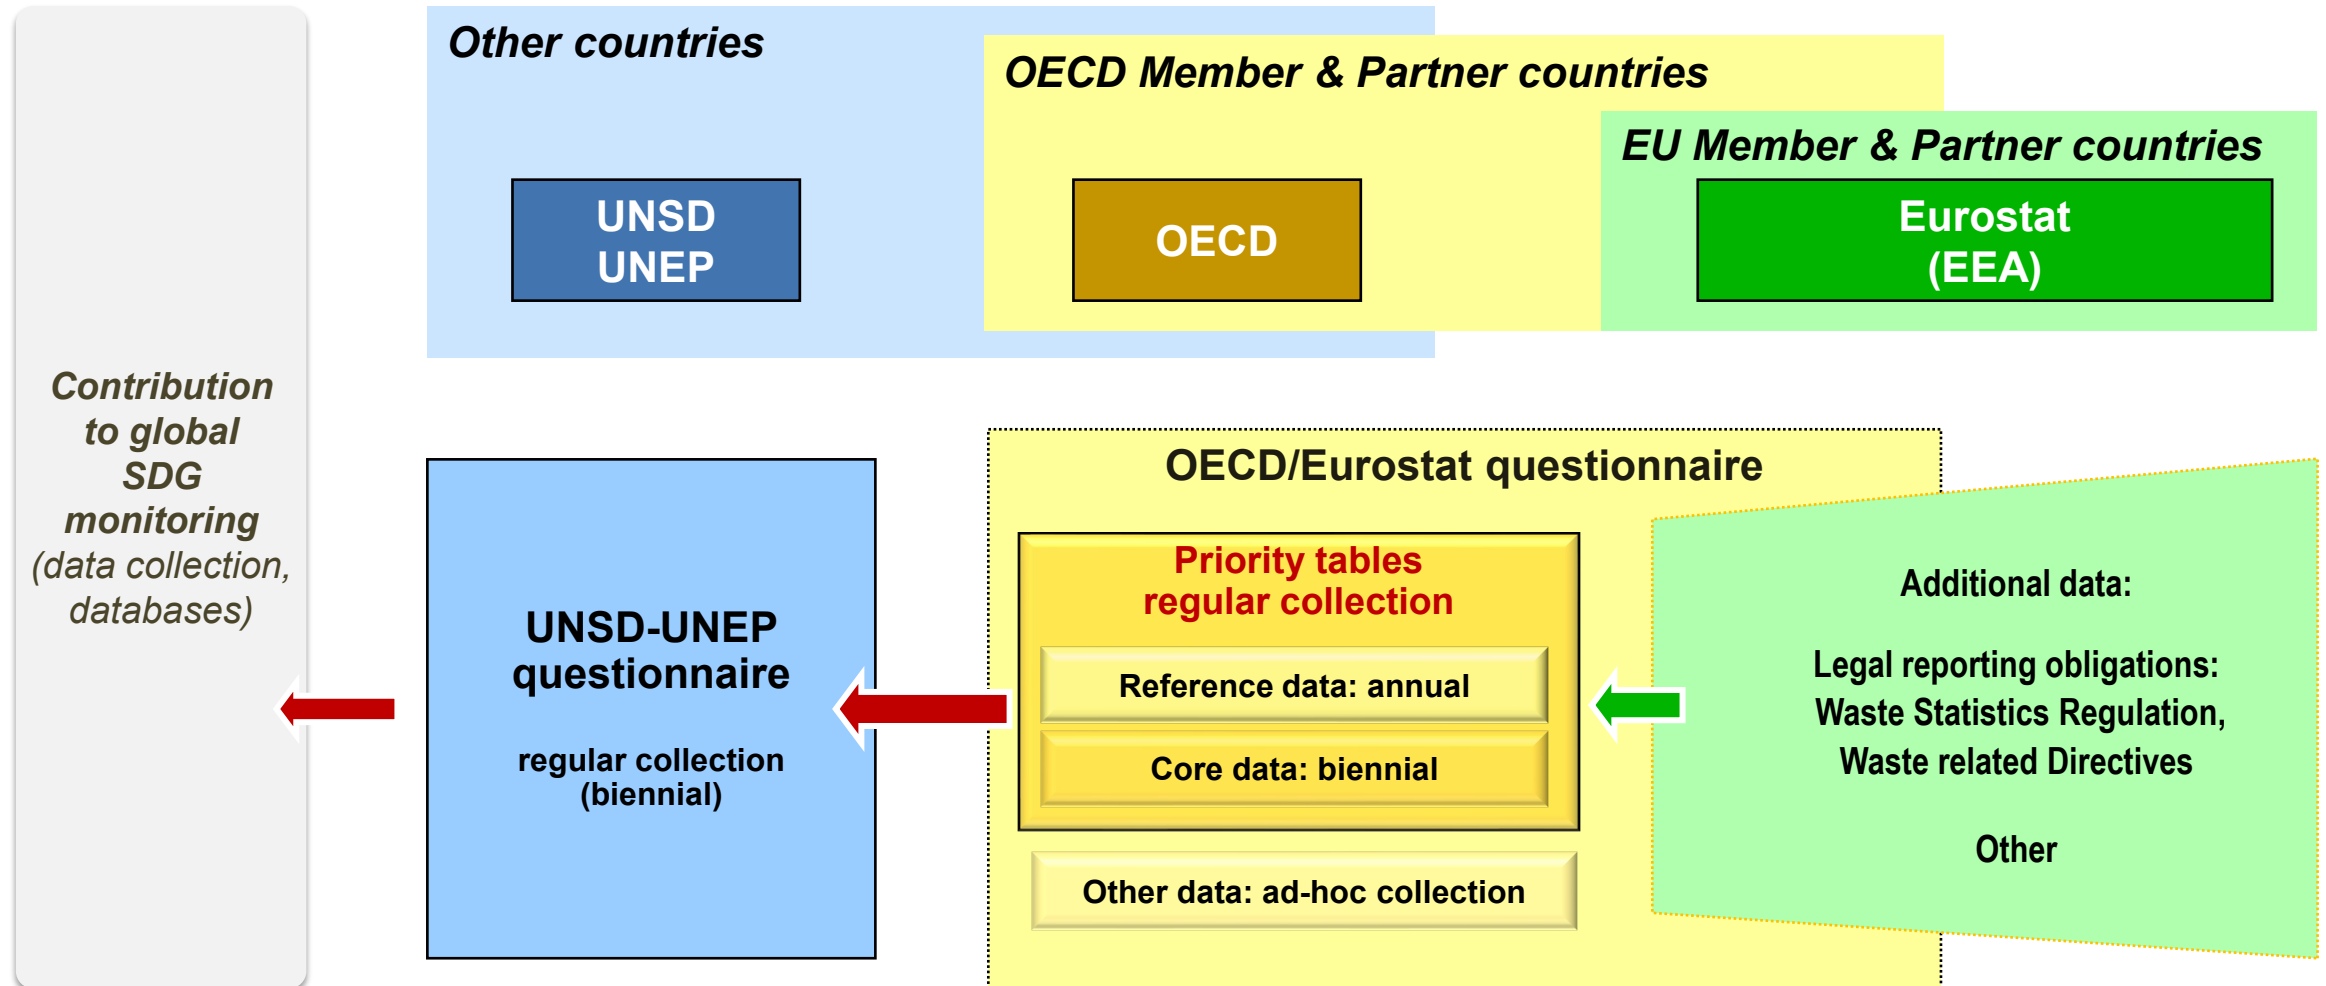 Other countries
OECD Member & Partner countries
EU Member & Partner countries
UNSD
UNEP
OECD
Eurostat
(EEA)
Contribution
to global
SDG
monitoring
(data collection,
databases)
UNSD-UNEP
questionnaire
regular collection
(biennial)
OECD/Eurostat questionnaire
Priority tables
regular collection
Reference data: annual
Core data: biennial
Other data: ad-hoc collection
Additional data:
Legal reporting obligations:
Waste Statistics Regulation,
Waste related Directives
Other